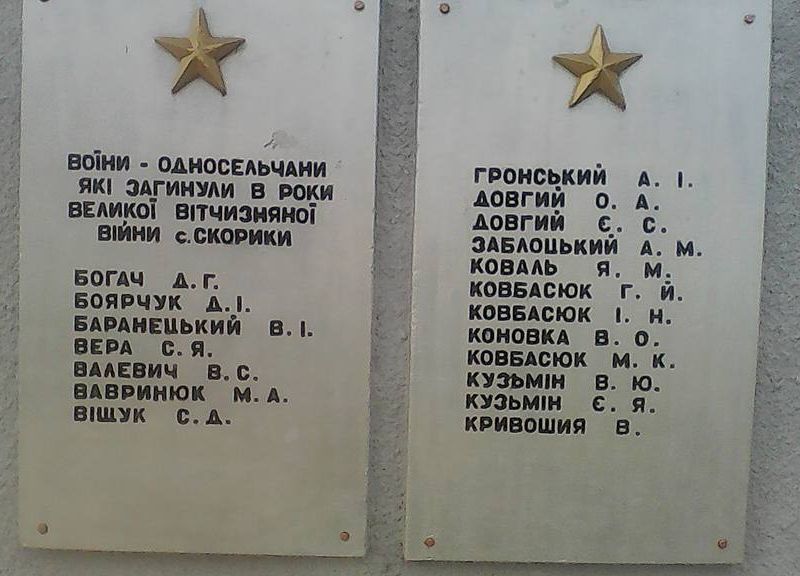 ВОЇНИ - ОДНОСЕЛЬЧАНИ
ЯКІ ЗАГИНУЛИ В РОКИ
ВЕЛИКОЇ ВІТЧИЗНЯНОЇ
ВІЙНИ с.СКОРИКИ
БОГАЧ Д.Г.
БОЯРЧУК Д.І.
БАРАНЕЦЬКИЙ В.І.
ВЕРА С.Я.
ВАЛЕВИЧ В.С.
ВАВРИНЮК М.А.
ВІЩУК С.Д.
ГРОНСЬКИЙ А. І.
ДОВГИЙ О. А.
ДОВГИЙ Є. С.
ЗАБЛОЦЬКИЙ А. М.
КОВАЛЬ Я. М.
КОВБАСЮК Г. Й.
КОВБАСЮК І. Н.
КОНОВКА В. О.
КОВБАСЮК М. К.
КУЗЬМІН В. Ю.
КУЗЬМІН Є. Я.
КРИВОШИЯ В.